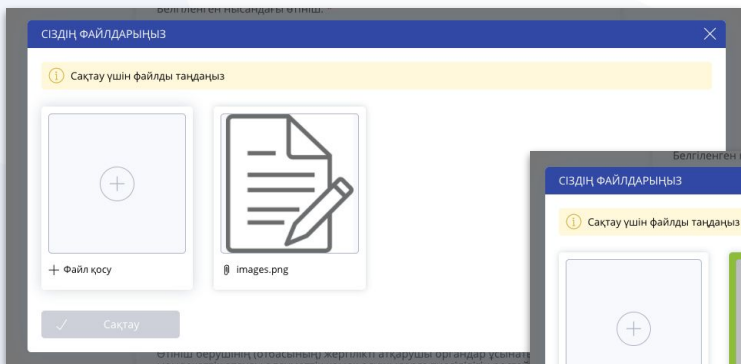 Белгіленген нысандағы өтініш. *
СІЗДІҢ ФАЙЛДАРЫҢЫЗ
Сақтау үшін файлды таңдаңыз
+ Файл қосу
images.png
Сақтау
Өтініш берушінің (отбасының) жергілікті атқарушы органдар
Белгіленген
СІЗДІҢ ФАЙЛДАРЫҢЫЗ
Сақтау үшін файлды таңдаңыз